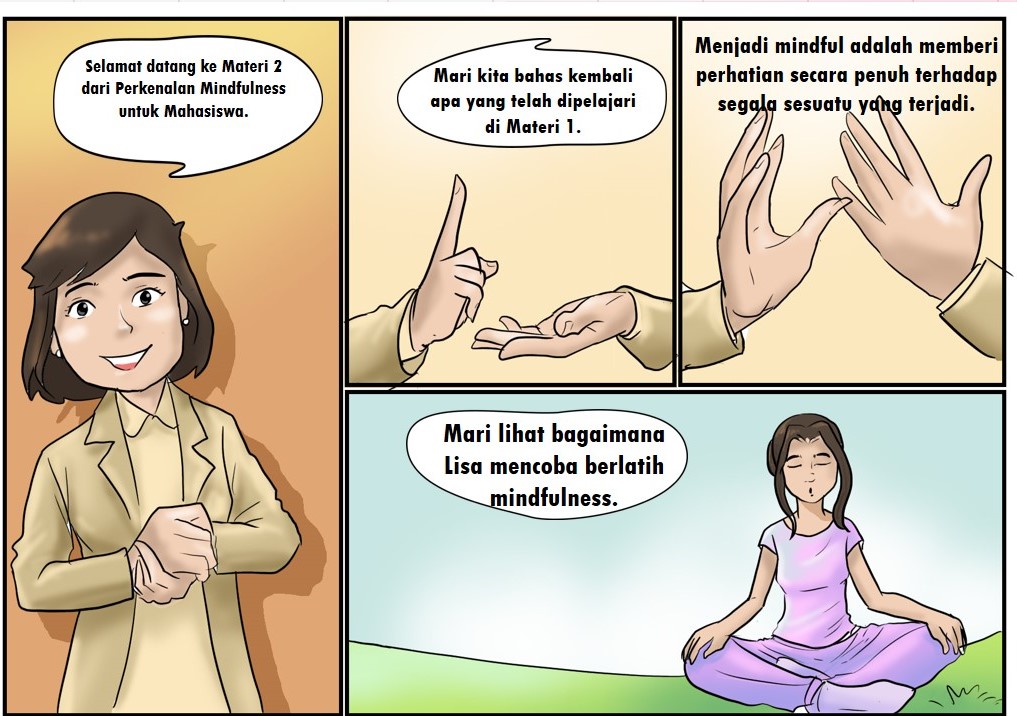 Selamat datang ke Materi 2
dari Perkenalan Mindfulness
untuk Mahasiswa.
Mari kita bahas kembali
apa yang telah dipelajari
di Materi 1.
Menjadi mindful adalah memberi
perhatian secara penuh terhadap
segala sesuatu yang terjadi.
Mari lihat bagaimana
Lisa mencoba berlatih
mindfulness.